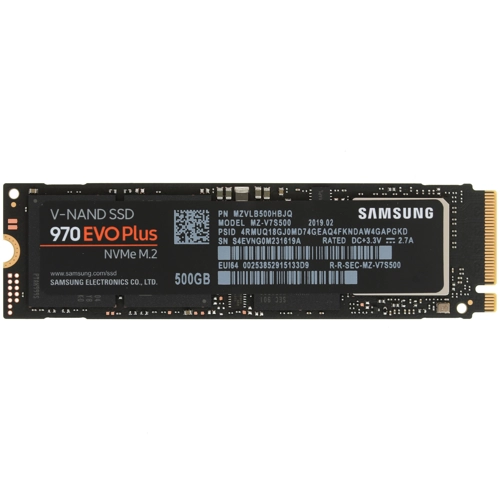 V-NAND SSD
970 EVO Plus
NVMe M.2
www.samsung.com/ssd
SAMSUNG ELECTRONICS CO., LTD.
500GB
PN MZVLB500HBJQ
MODEL MZ-V7S500 2019.02
PSID 4RMUQ18GJ0MD74GEAQ4FKNDAW4GAPGKD
SN S4EVNG0M231619A RATED DC+3.3V 2.7A
EUI64 00253852915133D9 R-R-SEC-MZ-V7S500
SAMSUNG